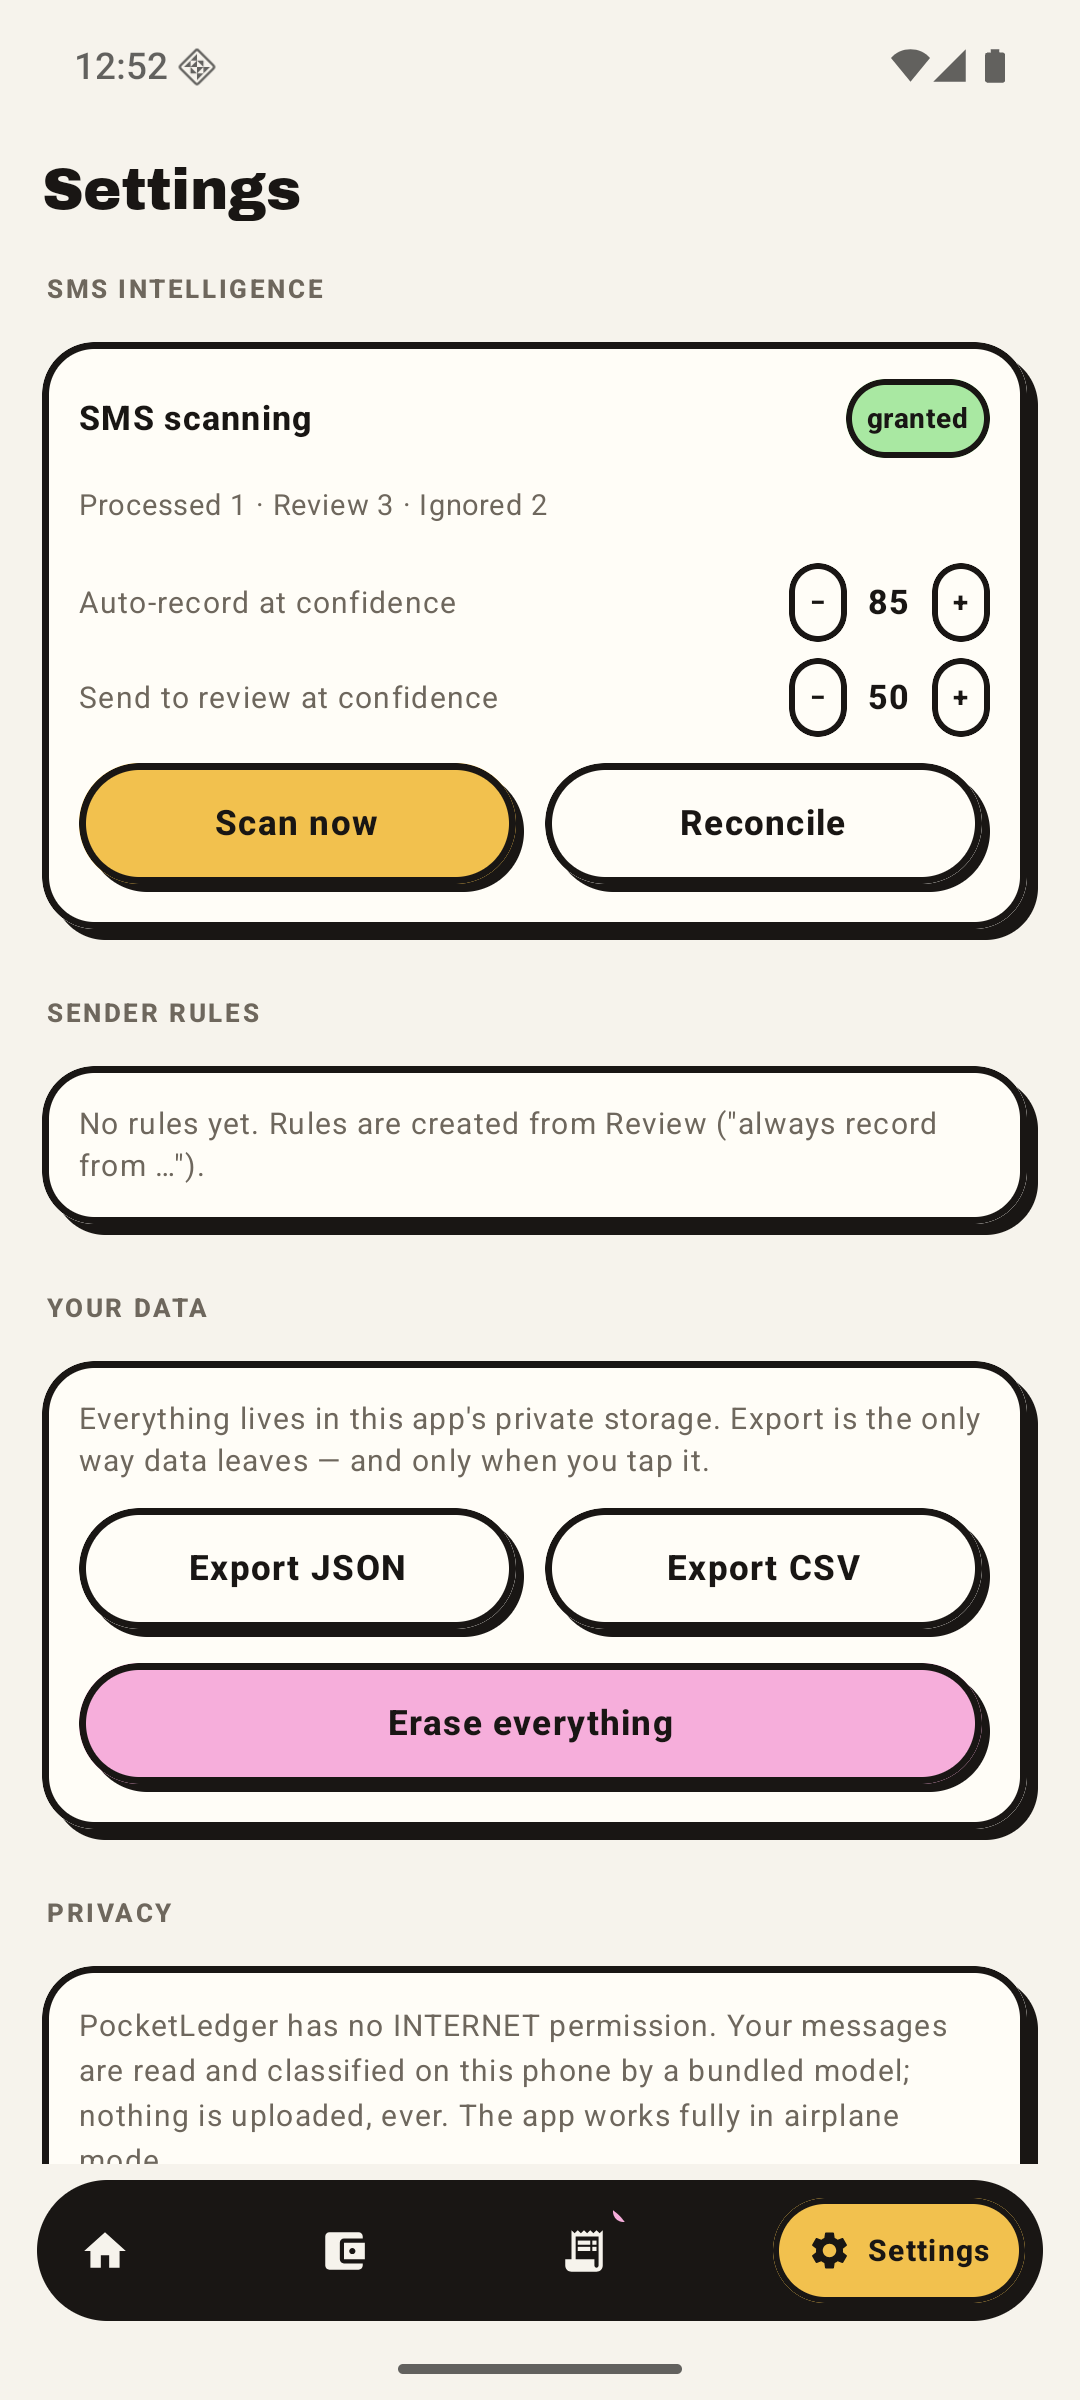 12:52
Settings
SMS INTELLIGENCE
SMS scanning
granted
Processed 1 · Review 3 · Ignored 2
Auto-record at confidence
− 85 +
Send to review at confidence
− 50 +
Scan now
Reconcile
SENDER RULES
No rules yet. Rules are created from Review ("always record
from …").
YOUR DATA
Everything lives in this app's private storage. Export is the only
way data leaves — and only when you tap it.
Export JSON
Export CSV
Erase everything
PRIVACY
PocketLedger has no INTERNET permission. Your messages
are read and classified on this phone by a bundled model;
nothing is uploaded, ever. The app works fully in airplane
mode
Settings